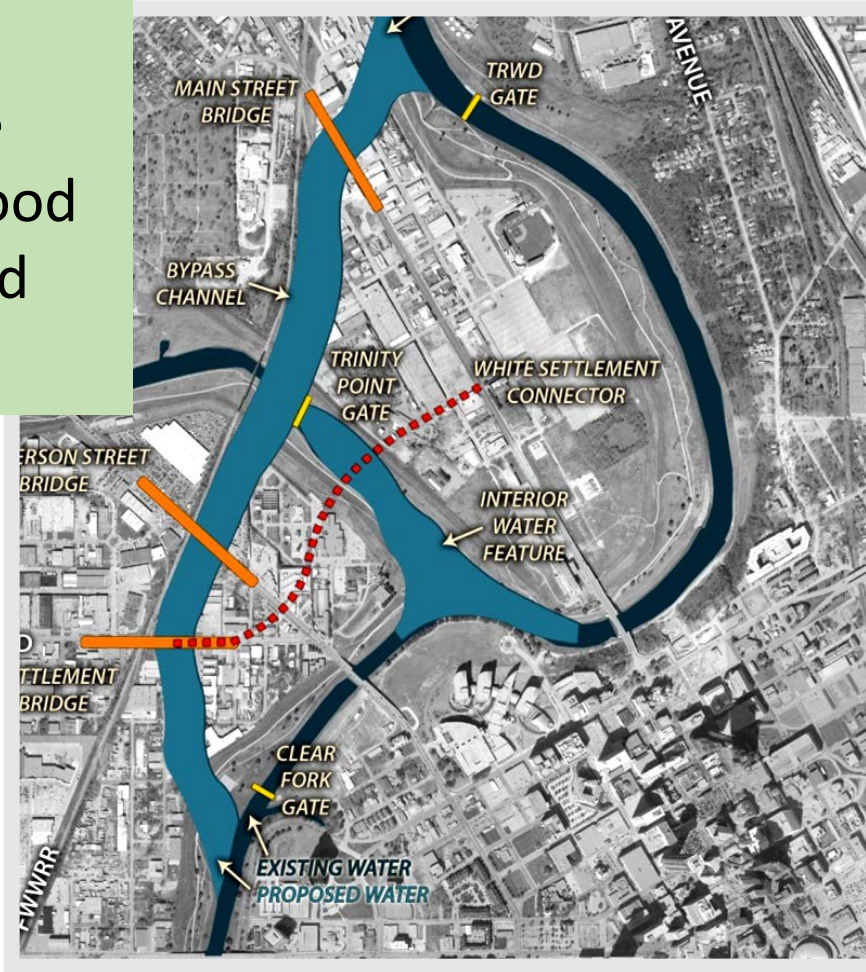 ood
d
AVENUE
TRWD
GATE
MAIN STREET
BRIDGE
BYPASS
CHANNEL
TRINITY
POINT
GATE
WHITE SETTLEMENT
CONNECTOR
ERSON STREET
BRIDGE
INTERIOR
WATER
FEATURE
TTLEMENT
BRIDGE
CLEAR
FORK
GATE
EXISTING WATER
PROPOSED WATER
FWWRR